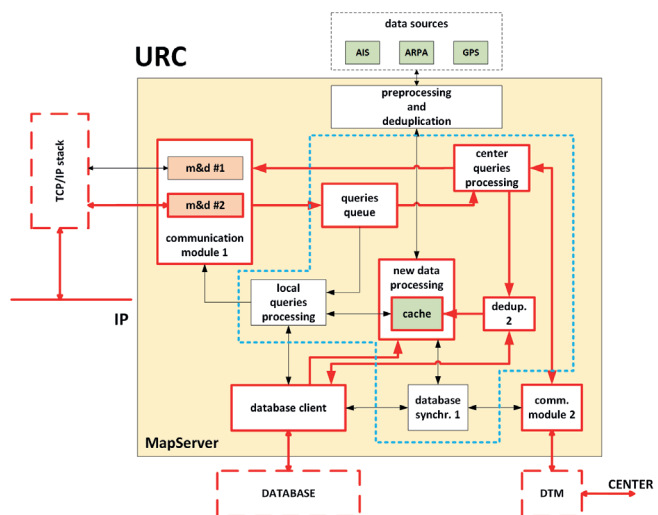 data sources
AIS
ARPA
GPS
URC
preprocessing
and
deduplication
TCP/IP stack
m&d #1
m&d #2
communication
module 1
queries
queue
center
queries
processing
new data
processing
cache
local
queries
processing
dedup.
2
IP
database client
database
synchr. 1
comm.
module 2
MapServer
DATABASE
DTM
CENTER